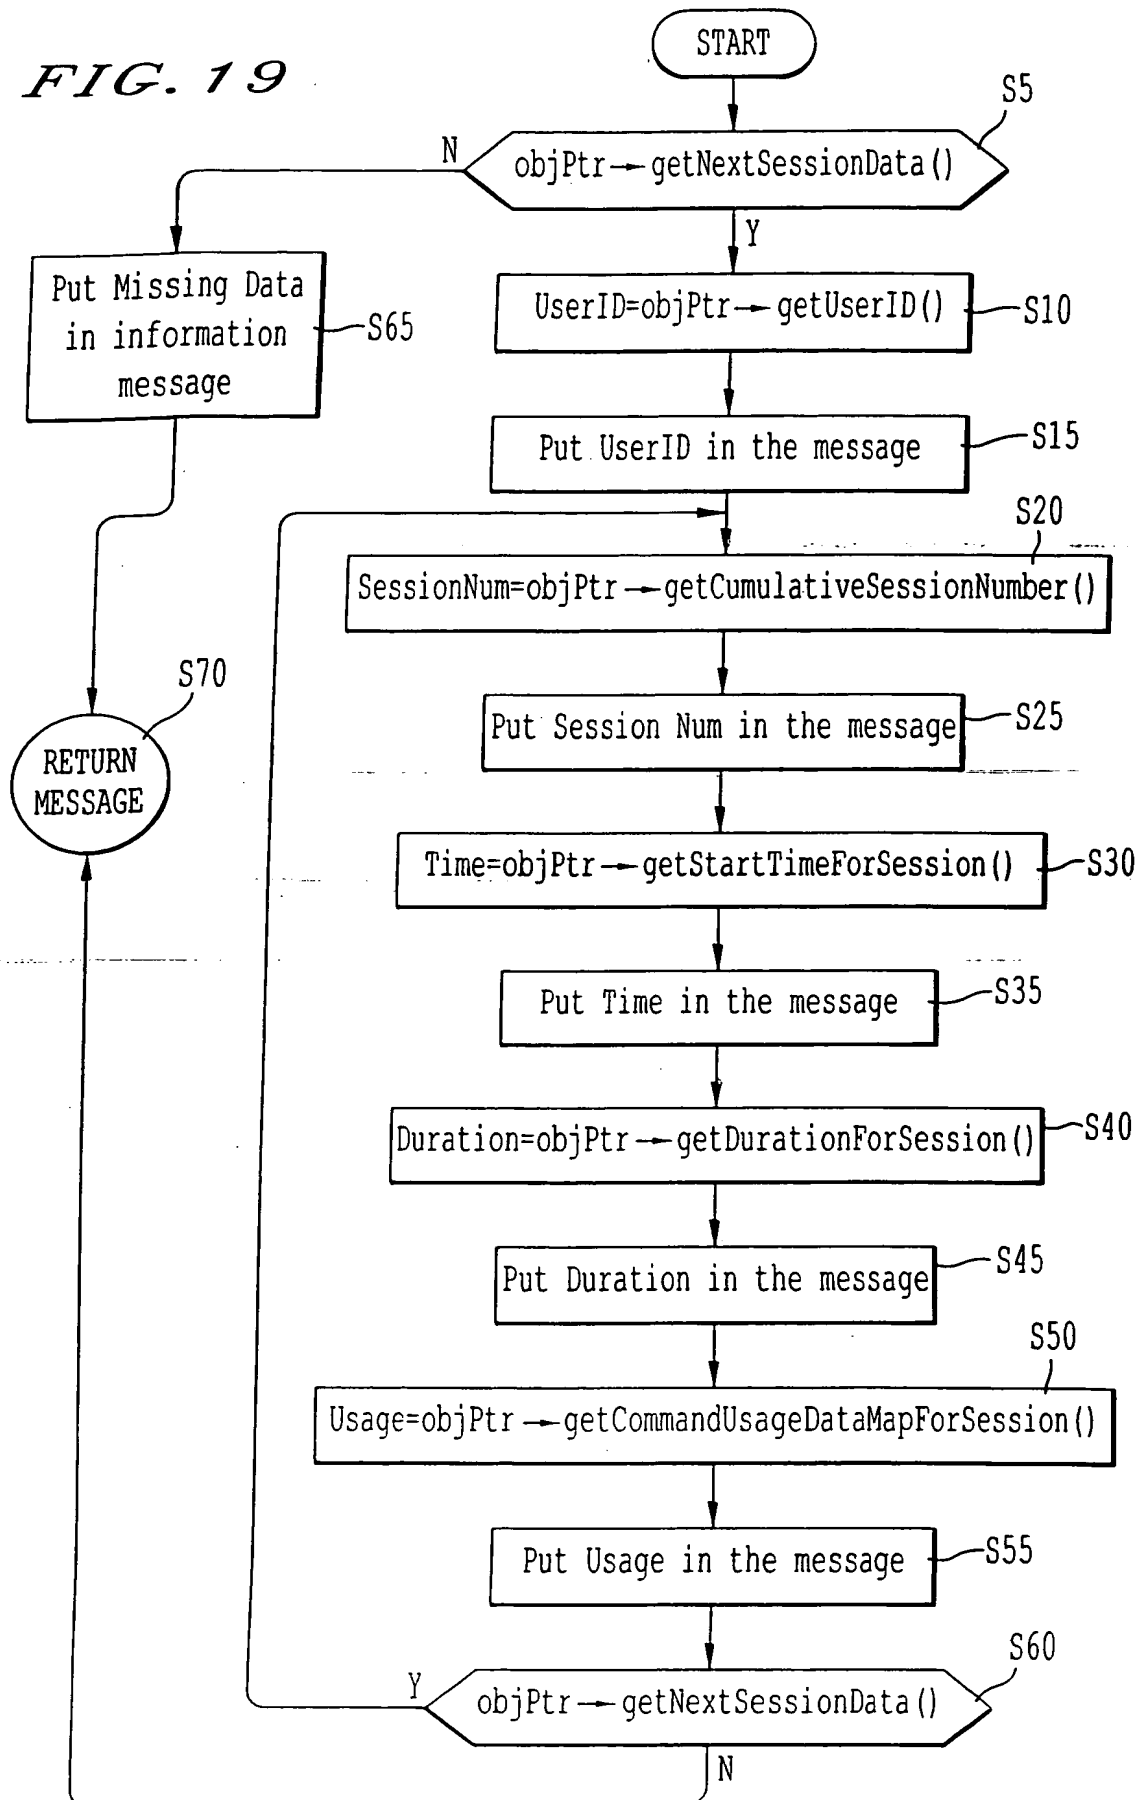 FIG. 19
START
S5
N
objPtr→getNextSessionData()
Y
Put Missing Data
in information
message
S65
UserID=objPtr→getUserID()
S10
Put UserID in the message
S15
S20
SessionNum=objPtr→getCumulativeSessionNumber()
S70
RETURN
MESSAGE
Put Session Num in the message
S25
Time=objPtr→getStartTimeForSession()
S30
Put Time in the message
S35
Duration=objPtr→getDurationForSession()
S40
Put Duration in the message
S45
S50
Usage=objPtr→getCommandUsageDataMapForSession()
Put Usage in the message
S55
S60
Y
objPtr→getNextSessionData()
N